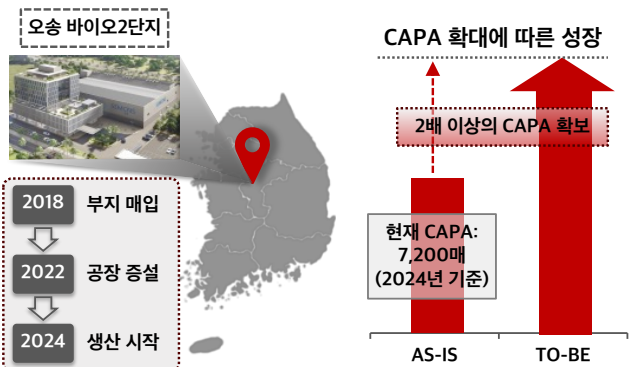 오송 바이오2단지
2018 부지 매입
2022 공장 증설
2024 생산 시작
CAPA 확대에 따른 성장
2배 이상의 CAPA 확보
현재 CAPA:
7,200매
(2024년 기준)
AS-IS
TO-BE